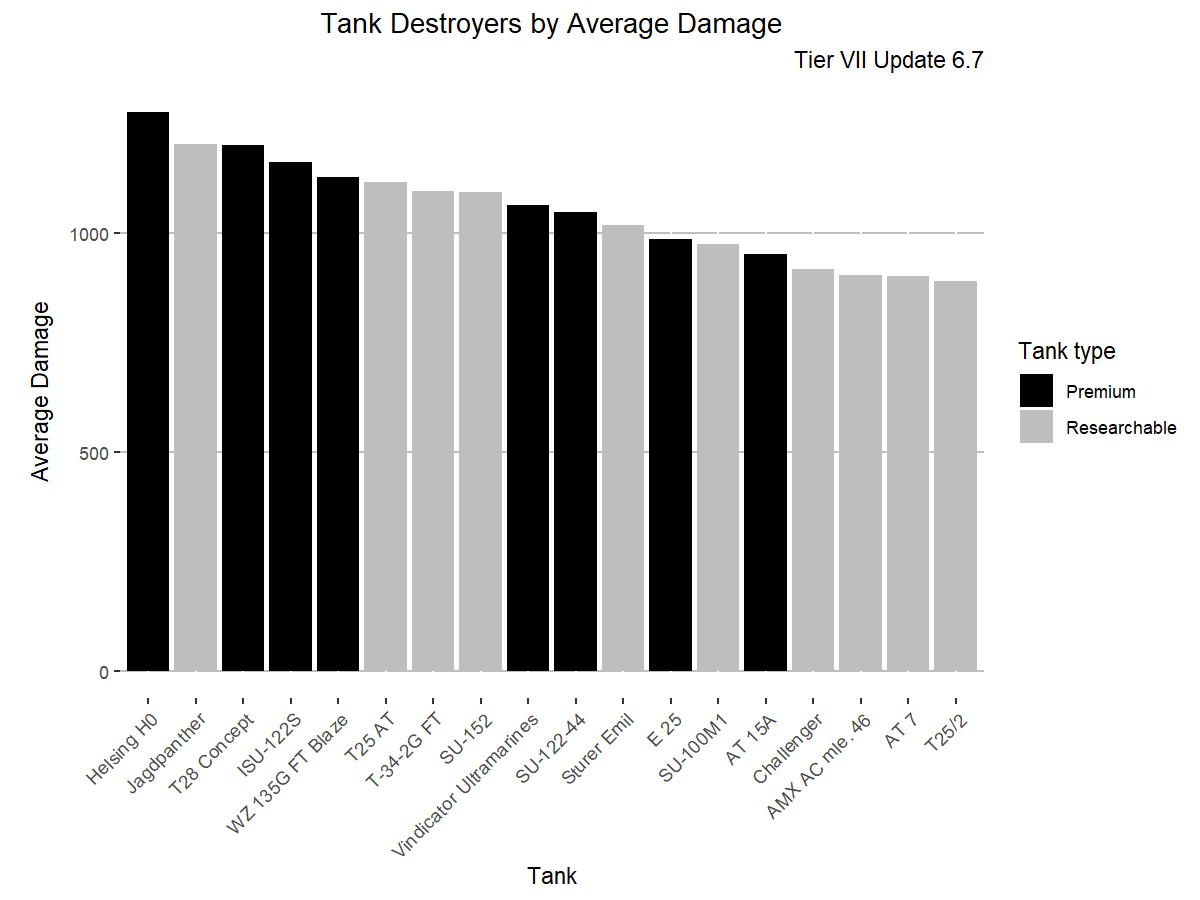 Tank Destroyers by Average Damage
Tier VII Update 6.7
Average Damage
1000
500
0
Helsing H0
Jagdpanther
T28 Concept
ISU-122S
WZ 135G FT Blaze
T25 AT
T-34-2G FT
SU-152
Vindicator Ultramarines
SU-122-44
Sturer Emil
E 25
SU-100M1
AT 15A
Challenger
AMX AC mle. 46
AT 7
T25/2
Tank
Tank type
Premium
Researchable